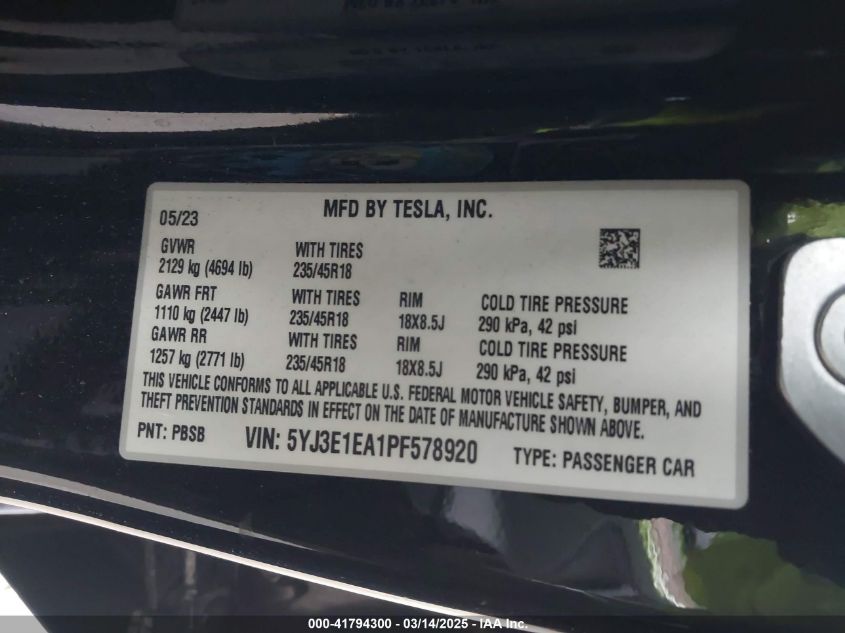 05/23 MFD BY TESLA, INC.
GVWR WITH TIRES
2129 kg (4694 lb) 235/45R18
GAWR FRT WITH TIRES RIM COLD TIRE PRESSURE
1110 kg (2447 lb) 235/45R18 18X8.5J 290 kPa, 42 psi
GAWR RR WITH TIRES RIM COLD TIRE PRESSURE
1257 kg (2771 lb) 235/45R18 18X8.5J 290 kPa, 42 psi
THIS VEHICLE CONFORMS TO ALL APPLICABLE U.S. FEDERAL MOTOR VEHICLE SAFETY, BUMPER, AND
THEFT PREVENTION STANDARDS IN EFFECT ON THE DATE OF MANUFACTURE SHOWN ABOVE.
PNT: PBSB VIN: 5YJ3E1EA1PF578920 TYPE: PASSENGER CAR
000-41794300 - 03/14/2025 - IAA Inc.